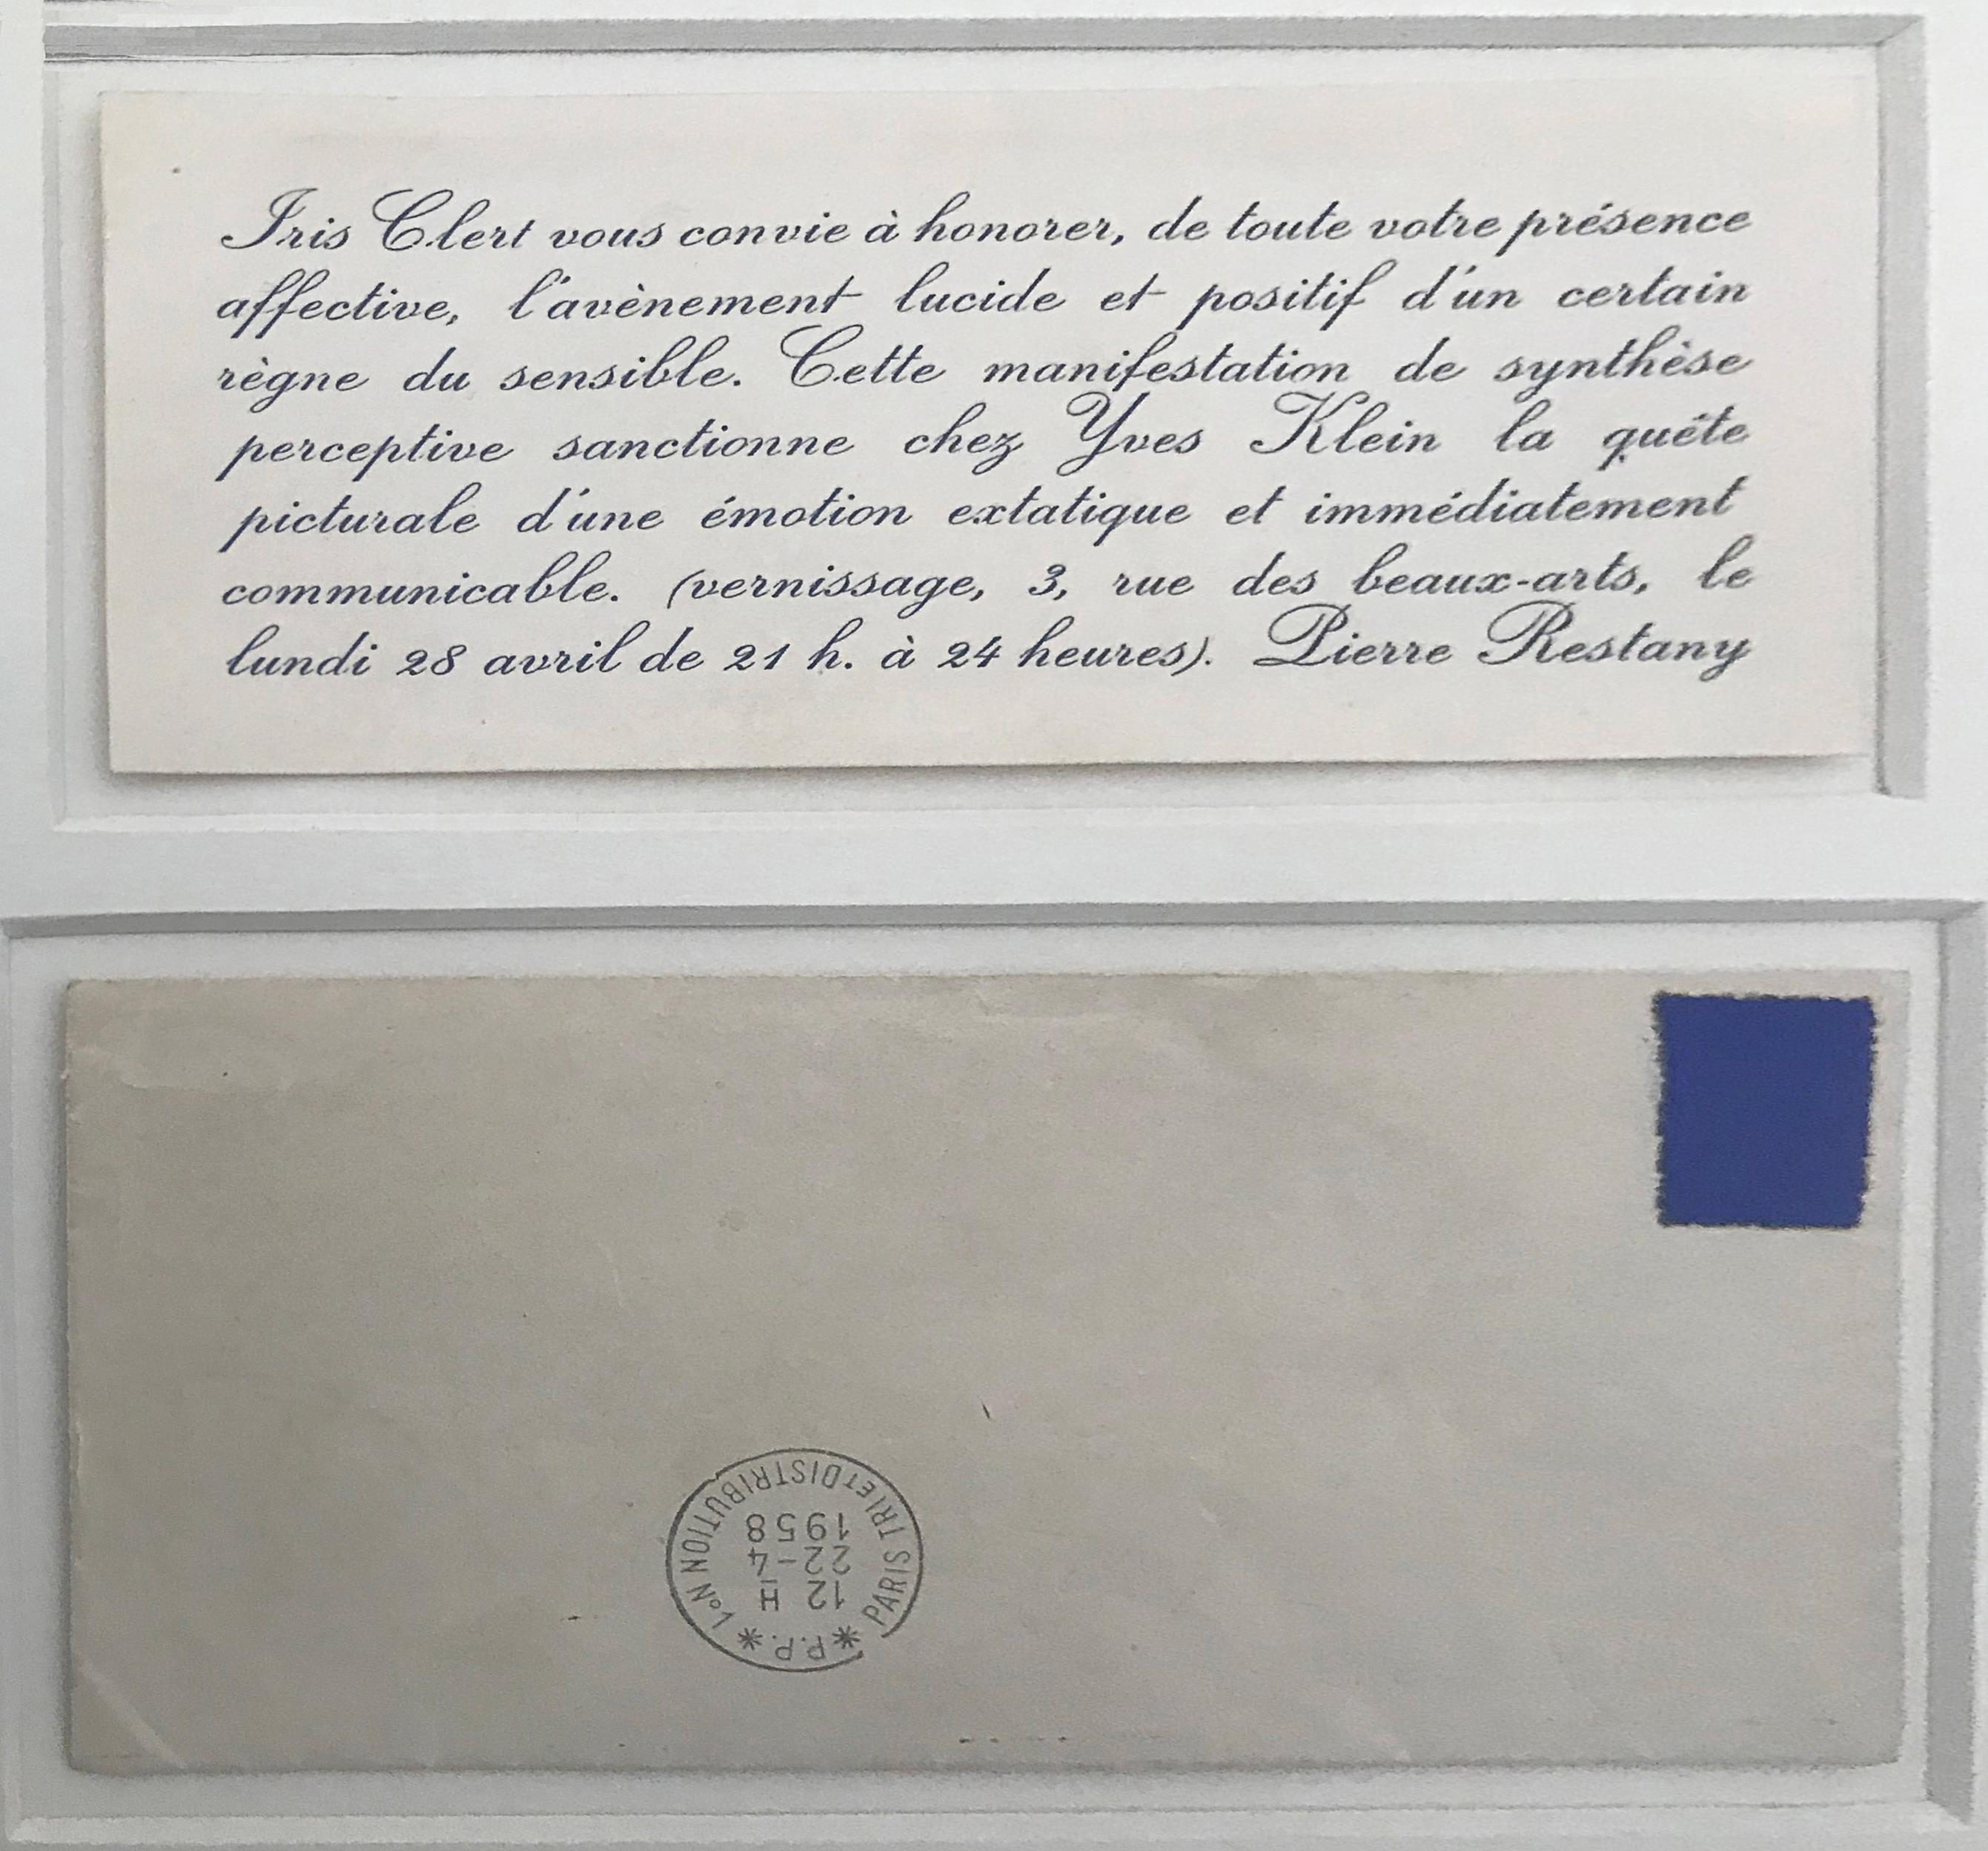 Iris Clert vous convie à honorer, de toute votre présence
affective, l'avènement lucide et positif d'un certain
règne du sensible. Cette manifestation de synthèse
perceptive sanctionne chez Yves Klein la quête
picturale d'une émotion extatique et immédiatement
communicable. (vernissage, 3, rue des beaux-arts, le
lundi 28 avril de 21 h. à 24 heures). Pierre Restany
PARIS TRI ET DISTRIBUTION No 1
* P.P. *
12 H
22-4
1958